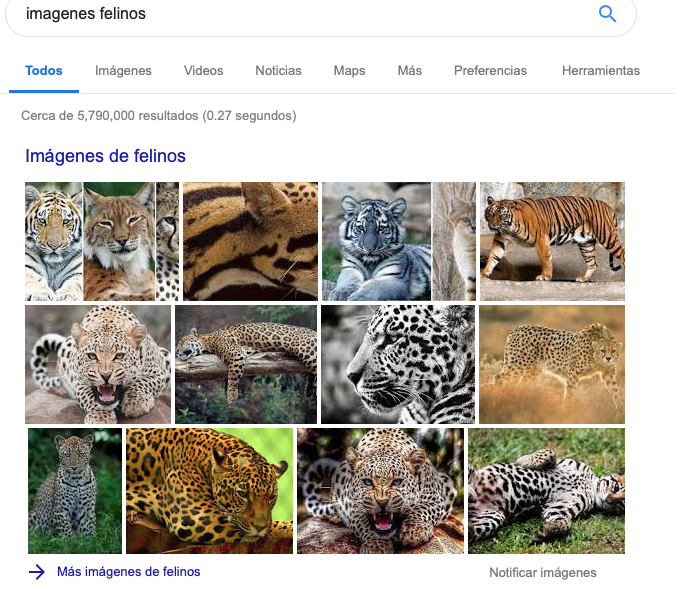 imagenes felinos
Todos Imágenes Videos Noticias Maps Más Preferencias Herramientas
Cerca de 5,790,000 resultados (0.27 segundos)
Imágenes de felinos
Más imágenes de felinos Notificar imágenes